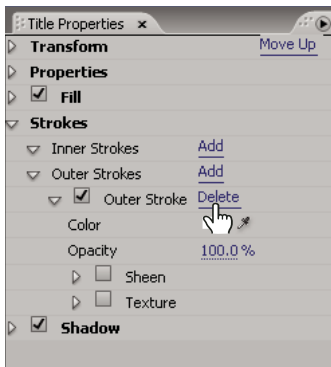 Title Properties x
Transform Move Up
Properties
Fill
Strokes
Inner Strokes Add
Outer Strokes Add
Outer Stroke Delete
Color
Opacity 100.0 %
Sheen
Texture
Shadow